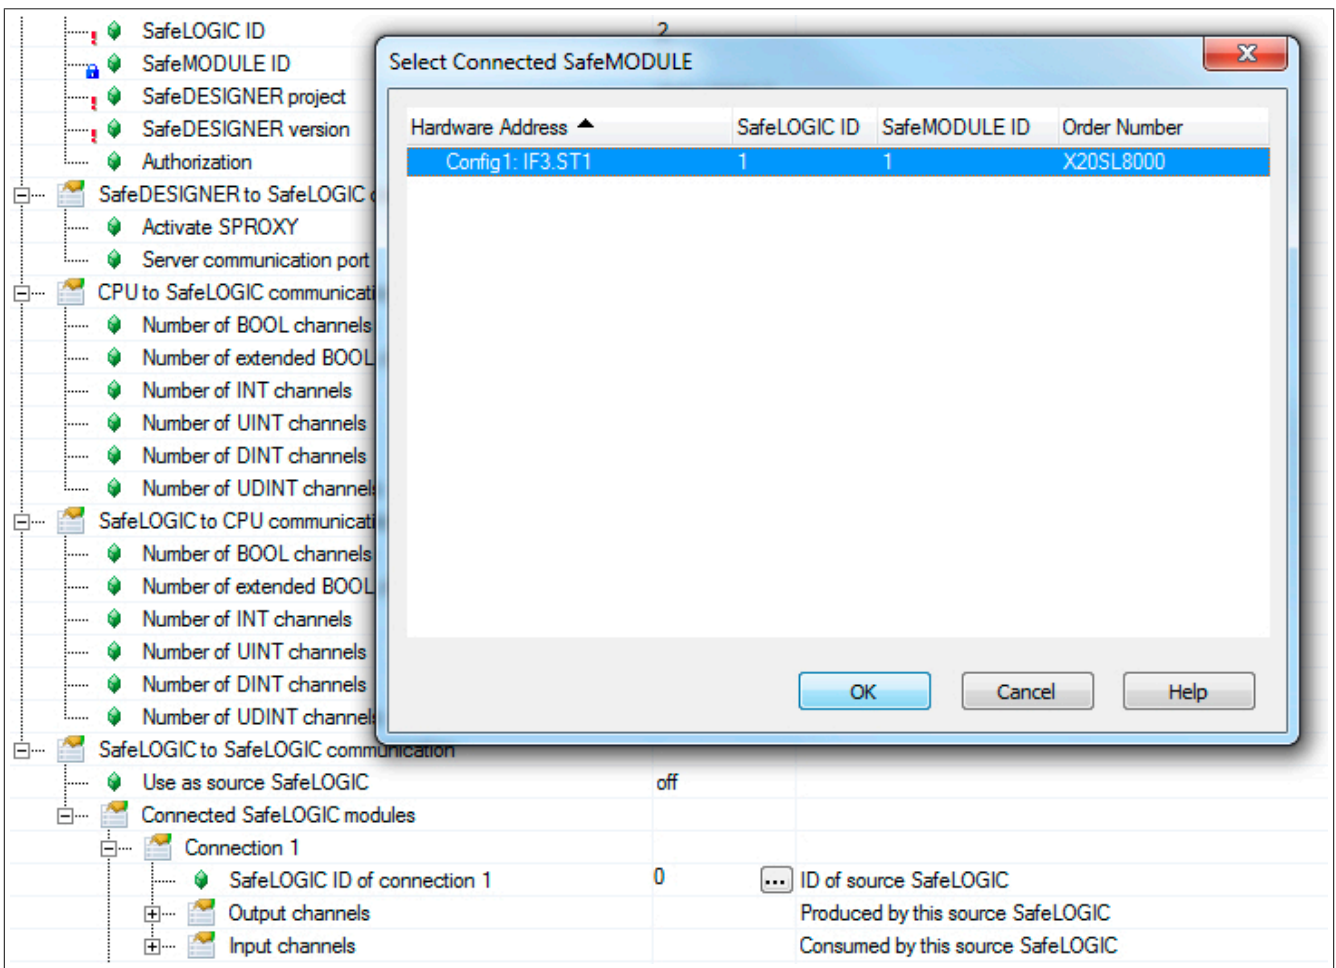 SafeLOGIC ID 2
SafeMODULE ID
SafeDESIGNER project
SafeDESIGNER version
Authorization
SafeDESIGNER to SafeLOGIC
Activate SPROXY
Server communication port
CPU to SafeLOGIC communicati
Number of BOOL channels
Number of extended BOOL
Number of INT channels
Number of UINT channels
Number of DINT channels
Number of UDINT channels
SafeLOGIC to CPU communicati
Number of BOOL channels
Number of extended BOOL
Number of INT channels
Number of UINT channels
Number of DINT channels
Number of UDINT channels
SafeLOGIC to SafeLOGIC communication
Use as source SafeLOGIC off
Connected SafeLOGIC modules
Connection 1
SafeLOGIC ID of connection 1 0 ... ID of source SafeLOGIC
Output channels Produced by this source SafeLOGIC
Input channels Consumed by this source SafeLOGIC
Select Connected SafeMODULE
Hardware Address SafeLOGIC ID SafeMODULE ID Order Number
Config1: IF3.ST1 1 1 X20SL8000
OK Cancel Help